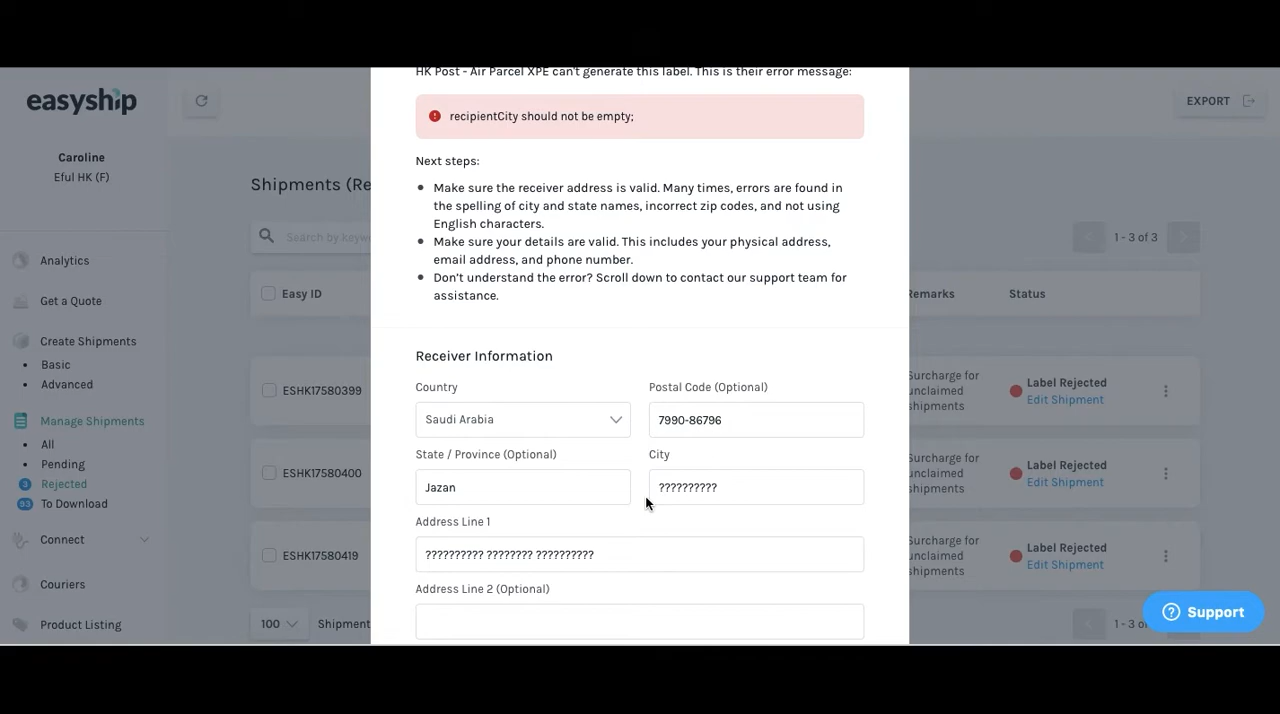 HK Post - Air Parcel XPE can't generate this label. This is their error message:
easyship
EXPORT
recipientCity should not be empty;
Caroline
Eful HK (F)
Next steps:
Shipments (Re
Make sure the receiver address is valid. Many times, errors are found in
the spelling of city and state names, incorrect zip codes, and not using
English characters.
Make sure your details are valid. This includes your physical address,
email address, and phone number.
Don't understand the error? Scroll down to contact our support team for
assistance.
Search by keyw
1 - 3 of 3
Analytics
Get a Quote
Create Shipments
Basic
Advanced
Manage Shipments
All
Pending
3 Rejected
93 To Download
Connect
Couriers
Product Listing
Easy ID
Remarks
Status
ESHK17580399
Surcharge for
unclaimed
shipments
Label Rejected
Edit Shipment
ESHK17580400
Surcharge for
unclaimed
shipments
Label Rejected
Edit Shipment
ESHK17580419
Surcharge for
unclaimed
shipments
Label Rejected
Edit Shipment
Receiver Information
Country
Postal Code (Optional)
Saudi Arabia
7990-86796
State / Province (Optional)
City
Jazan
??????????
Address Line 1
?????????? ???????? ??????????
Address Line 2 (Optional)
100
Shipment
1 - 3 o
Support